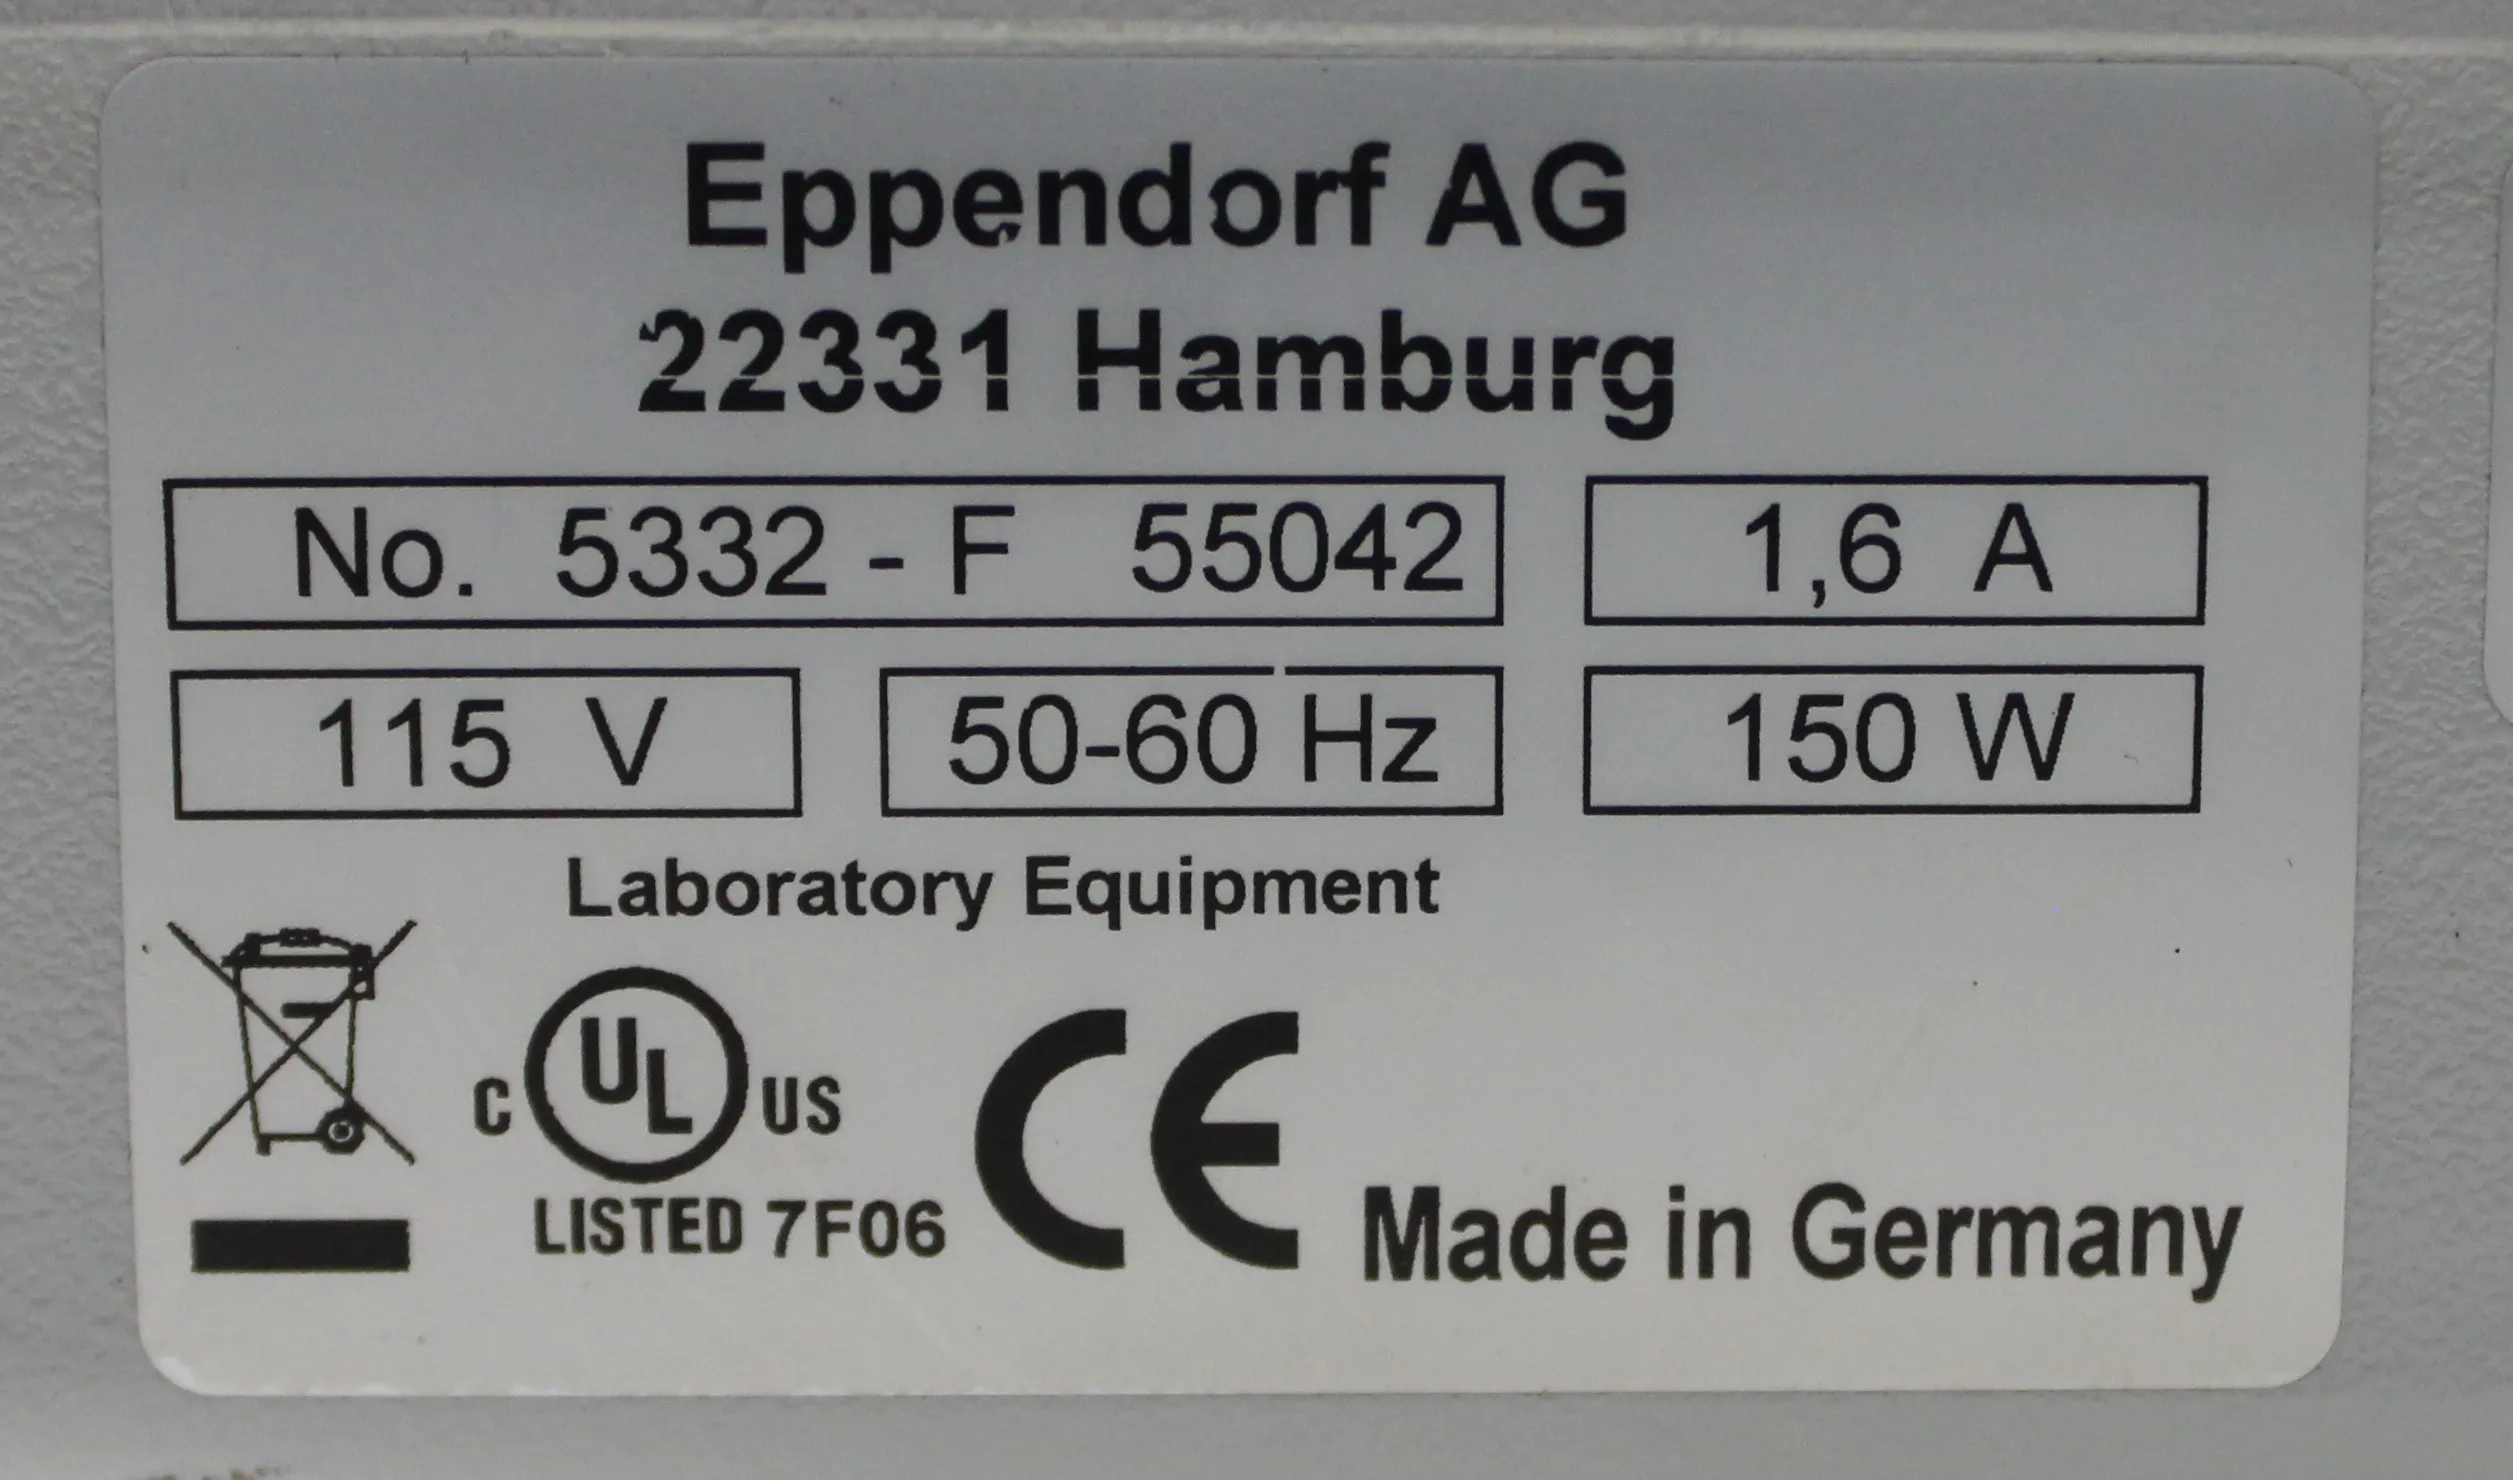 Eppendorf AG
22331 Hamburg
No. 5332 - F 55042 1,6 A
115 V 50-60 Hz 150 W
Laboratory Equipment
C UL US CE
LISTED 7F06 Made in Germany